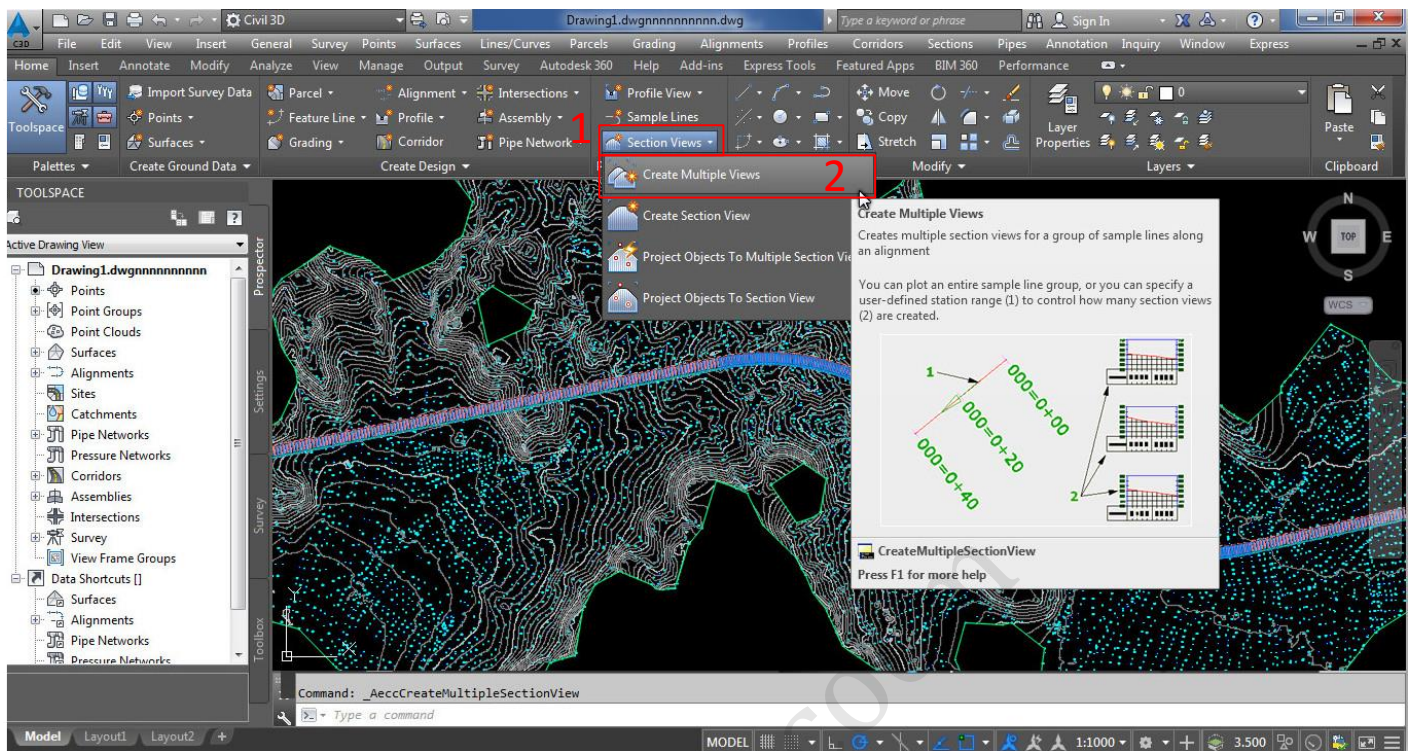 Civil 3D
Drawing1.dwgnnnnnnnnnn.dwg
Type a keyword or phrase
Sign In
C3D
File Edit View Insert General Survey Points Surfaces Lines/Curves Parcels Grading Alignments Profiles Corridors Sections Pipes Annotation Inquiry Window Express
Home Insert Annotate Modify Analyze View Manage Output Survey Autodesk 360 Help Add-ins Express Tools Featured Apps BIM 360 Performance
Import Survey Data Parcel Alignment Intersections Profile View Move 0
Toolspace Points Feature Line Profile Assembly Sample Lines Copy Layer Properties Paste
Surfaces Grading Corridor Pipe Network 1 Section Views Stretch
Palettes Create Ground Data Create Design Modify Layers Clipboard
Create Multiple Views 2
Create Section View
Project Objects To Multiple Section Vie
Project Objects To Section View
Create Multiple Views
Creates multiple section views for a group of sample lines along
an alignment
You can plot an entire sample line group, or you can specify a
user-defined station range (1) to control how many section views
(2) are created.
1
000=0+00
000=0+20
000=0+40
2
CreateMultipleSectionView
Press F1 for more help
N
W TOP E
S
WCS
TOOLSPACE
Active Drawing View
Drawing1.dwgnnnnnnnnnn
Points
Point Groups
Point Clouds
Surfaces
Alignments
Sites
Catchments
Pipe Networks
Pressure Networks
Corridors
Assemblies
Intersections
Survey
View Frame Groups
Data Shortcuts []
Surfaces
Alignments
Pipe Networks
Pressure Networks
Prospector
Settings
Survey
Toolbox
Y
X
Command: _AeccCreateMultipleSectionView
Type a command
Model Layout1 Layout2 +
MODEL 1:1000 3.500